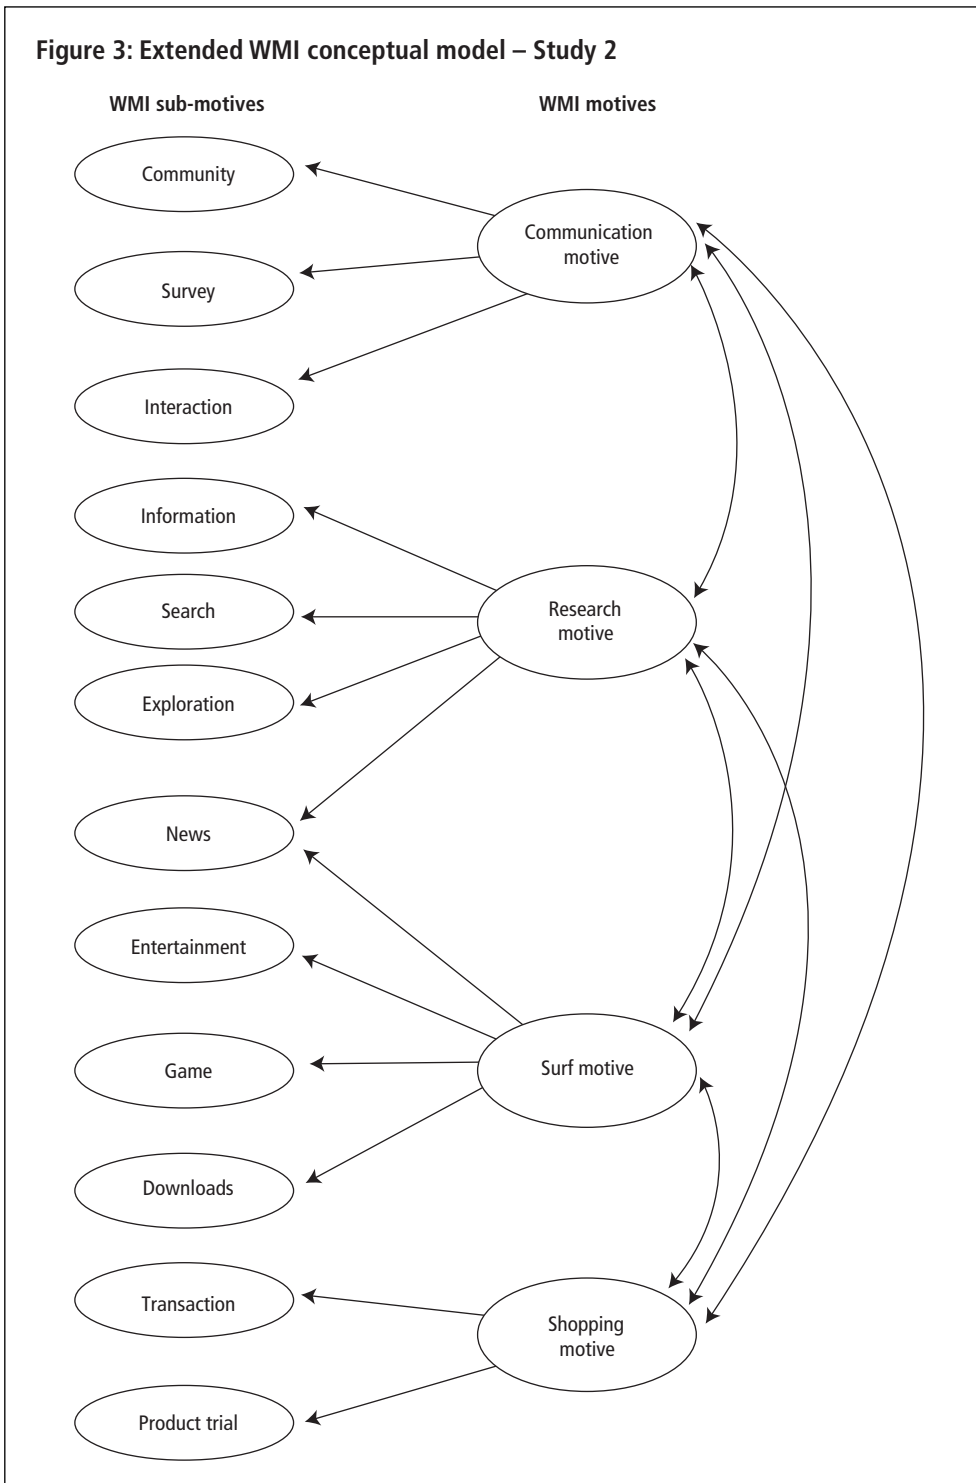 Figure 3: Extended WMI conceptual model – Study 2
WMI sub-motives
WMI motives
Community
Communication
motive
Survey
Interaction
Information
Search
Research
motive
Exploration
News
Entertainment
Game
Surf motive
Downloads
Transaction
Shopping
motive
Product trial